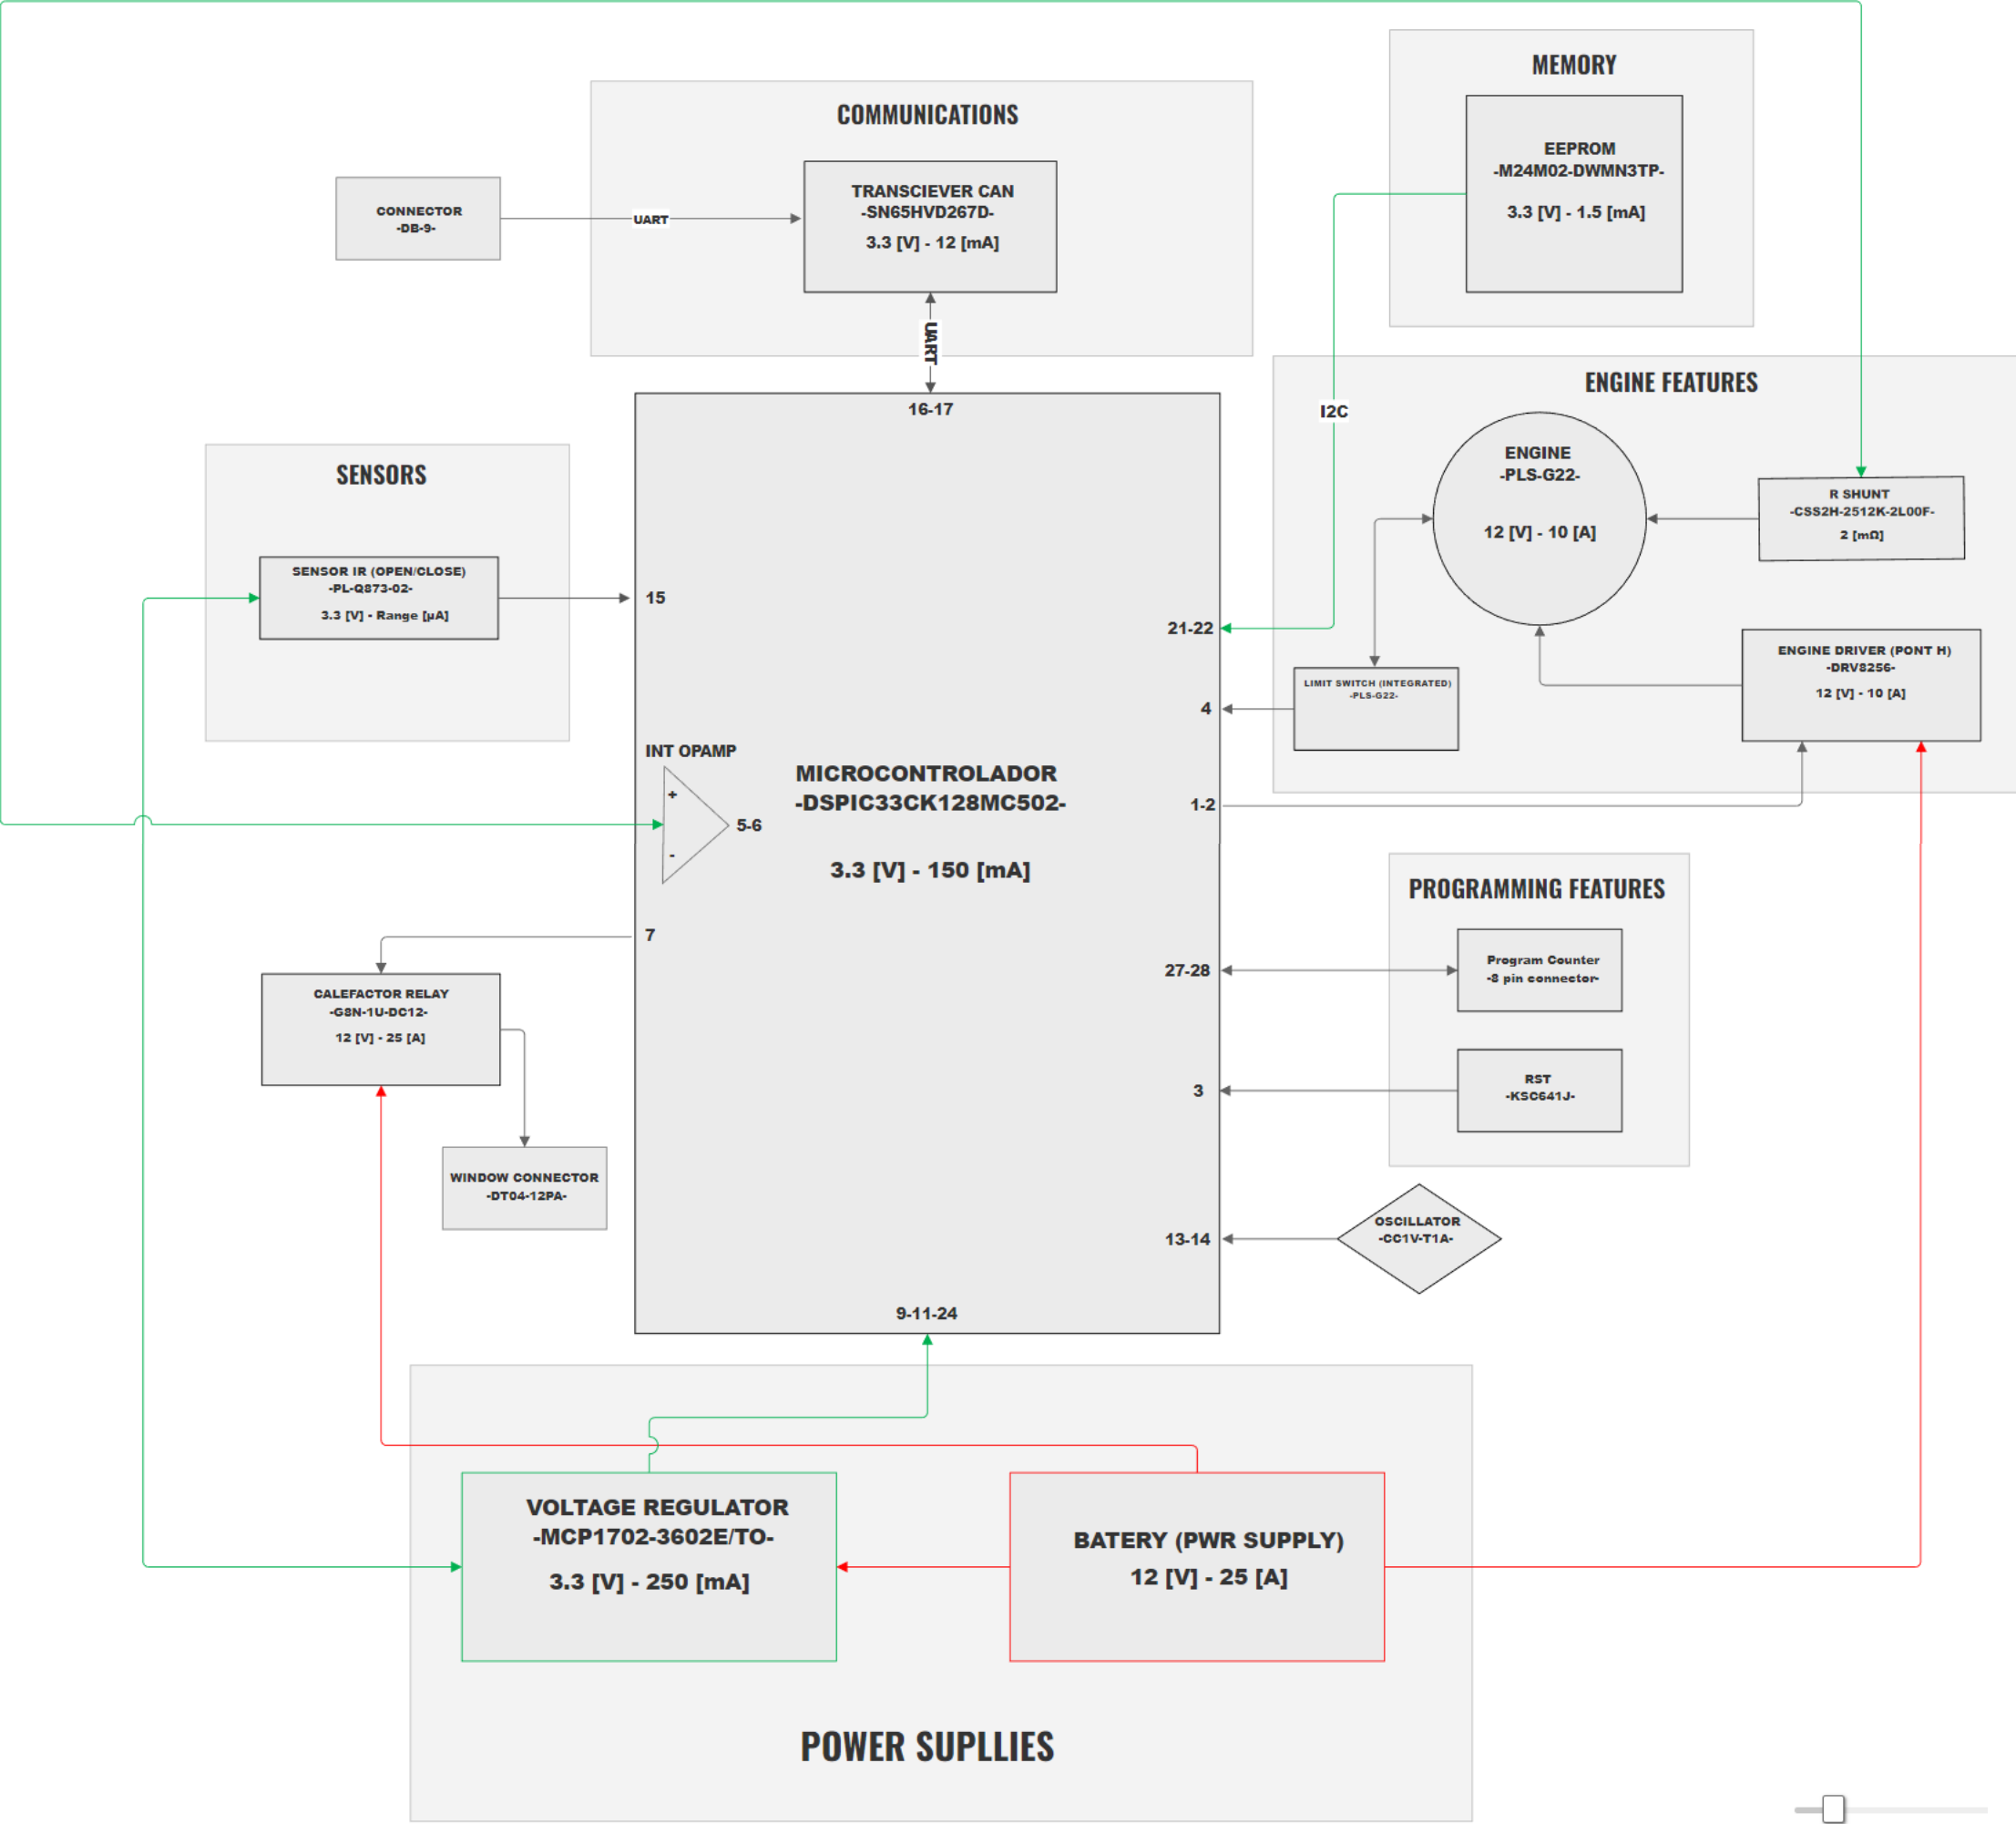 MEMORY
EEPROM
-M24M02-DWMN3TP-
3.3 [V] - 1.5 [mA]
COMMUNICATIONS
TRANSCIEVER CAN
-SN65HVD267D-
3.3 [V] - 12 [mA]
CONNECTOR
-DB-9-
UART
UART
I2C
ENGINE FEATURES
ENGINE
-PLS-G22-
12 [V] - 10 [A]
R SHUNT
-CSS2H-2512K-2L00F-
2 [mΩ]
LIMIT SWITCH (INTEGRATED)
-PLS-G22-
ENGINE DRIVER (PONT H)
-DRV8256-
12 [V] - 10 [A]
SENSORS
SENSOR IR (OPEN/CLOSE)
-PL-Q873-02-
3.3 [V] - Range [µA]
16-17
15
21-22
4
1-2
INT OPAMP
+
-
5-6
MICROCONTROLADOR
-DSPIC33CK128MC502-
3.3 [V] - 150 [mA]
7
27-28
3
13-14
9-11-24
CALEFACTOR RELAY
-G8N-1U-DC12-
12 [V] - 25 [A]
WINDOW CONNECTOR
-DT04-12PA-
PROGRAMMING FEATURES
Program Counter
-8 pin connector-
RST
-KSC641J-
OSCILLATOR
-CC1V-T1A-
VOLTAGE REGULATOR
-MCP1702-3602E/TO-
3.3 [V] - 250 [mA]
BATERY (PWR SUPPLY)
12 [V] - 25 [A]
POWER SUPLLIES